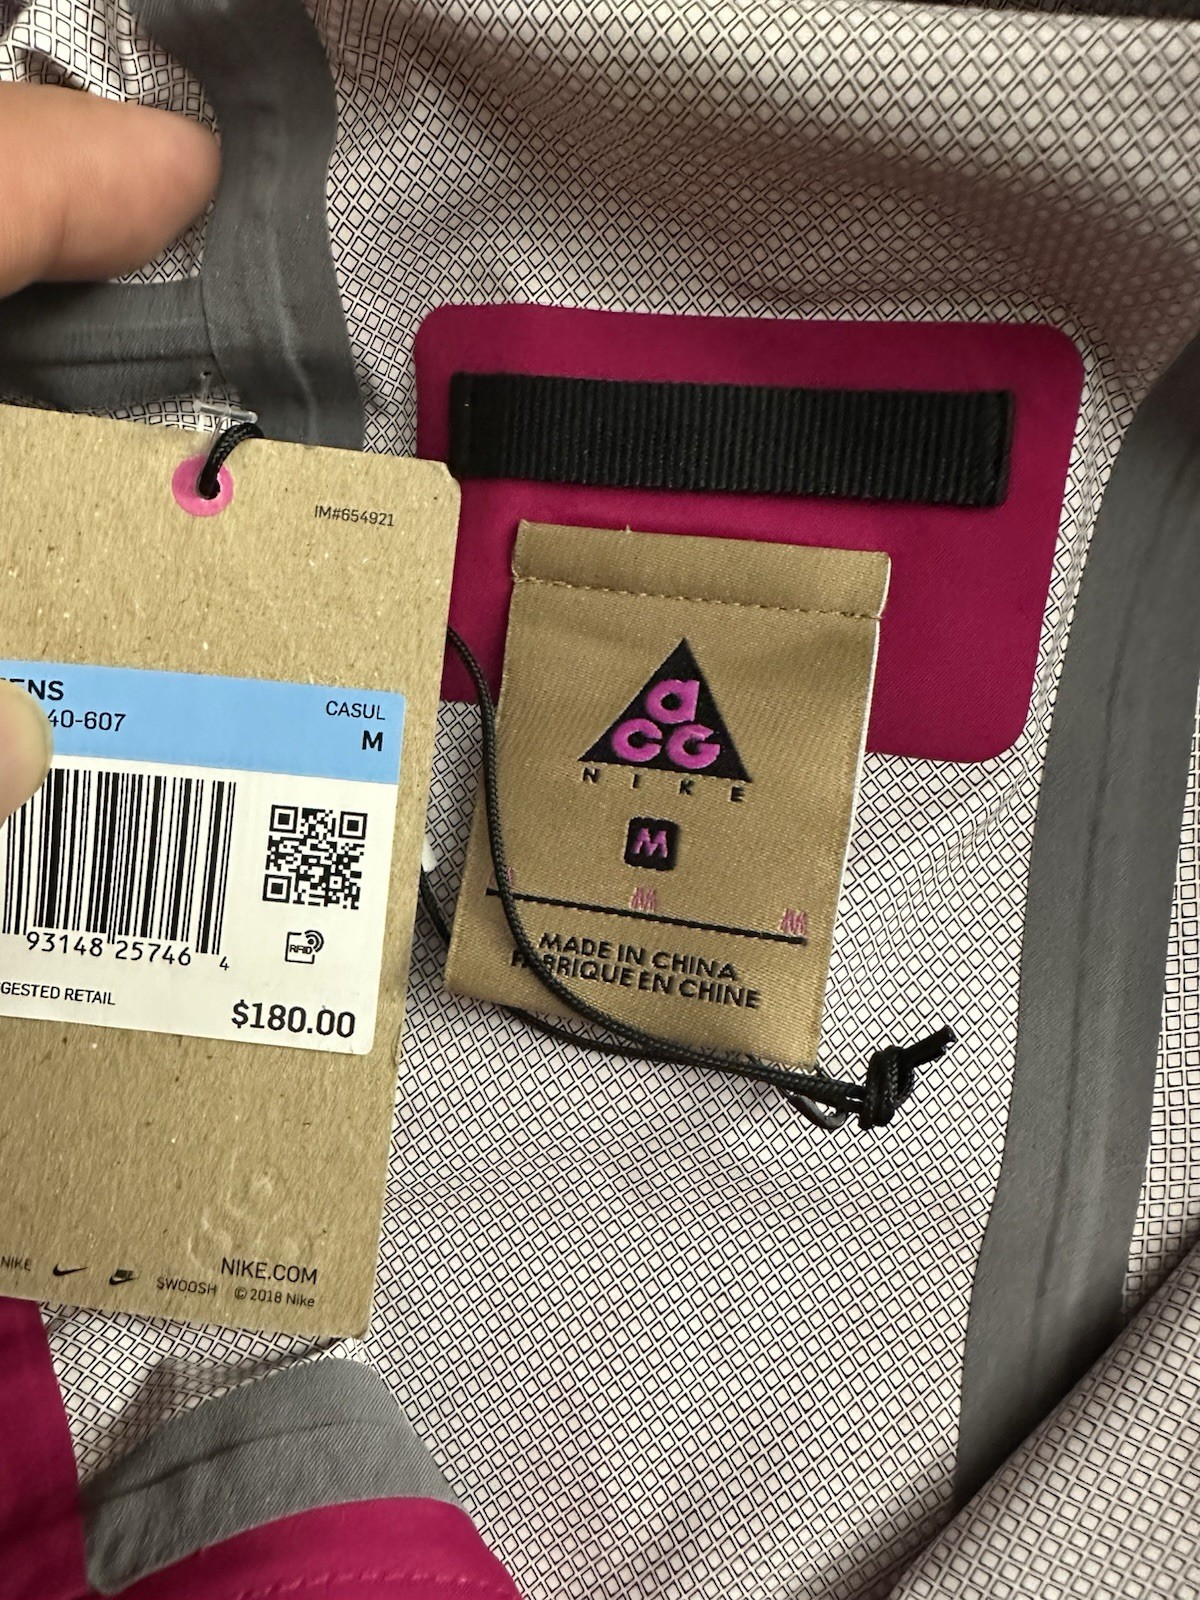 IM#654921
ENS
CASUL
40-607
M
93148 25746 4
RFID
GESTED RETAIL
$180.00
NIKE.COM
NIKE
SWOOSH
© 2018 Nike
acG
NIKE
M
MADE IN CHINA
FABRIQUE EN CHINE